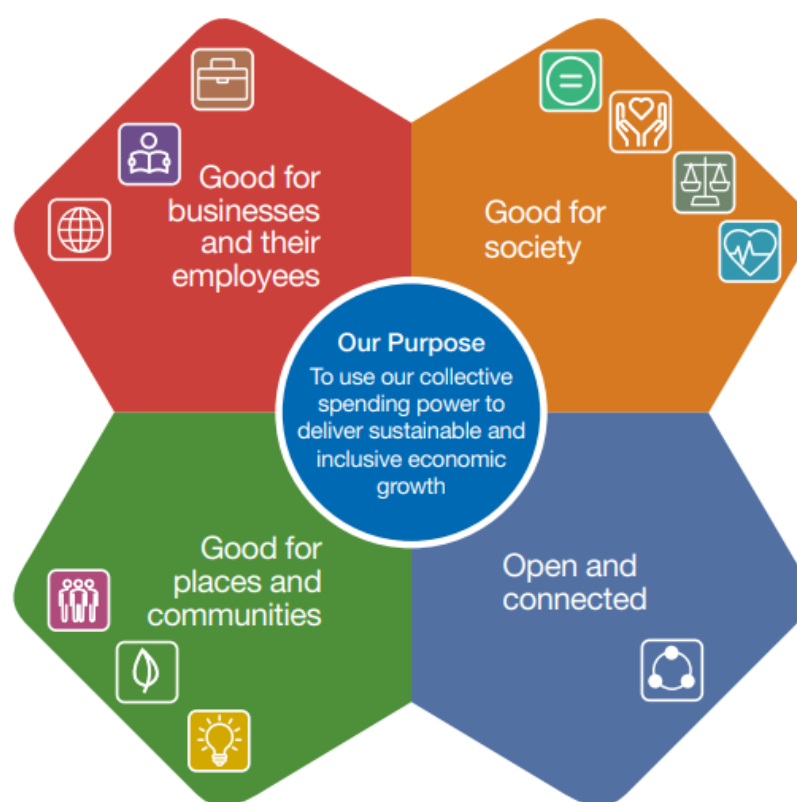 Good for
businesses
and their
employees
Good for
society
Our Purpose
To use our collective
spending power to
deliver sustainable and
inclusive economic
growth
Good for
places and
communities
Open and
connected